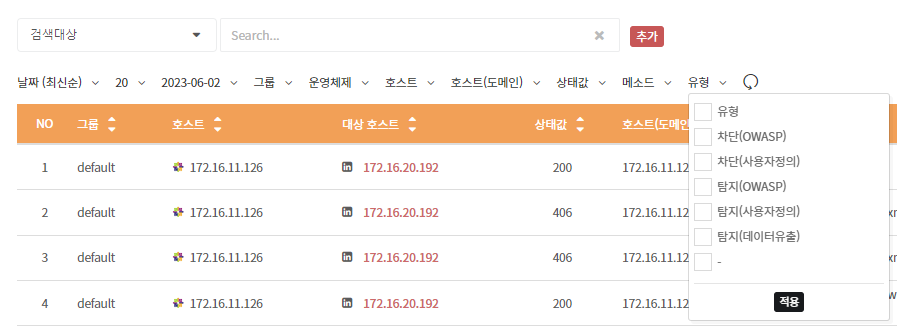 검색대상 Search... × 추가
날짜 (최신순) 20 2023-06-02 그룹 운영체제 호스트 호스트(도메인) 상태값 메소드 유형
NO 그룹 호스트 대상 호스트 상태값 호스트(도메인
1 default 172.16.11.126 172.16.20.192 200 172.16.11.12
2 default 172.16.11.126 172.16.20.192 406 172.16.11.12
3 default 172.16.11.126 172.16.20.192 406 172.16.11.12
4 default 172.16.11.126 172.16.20.192 200 172.16.11.12
유형
차단(OWASP)
차단(사용자정의)
탐지(OWASP)
탐지(사용자정의)
탐지(데이터유출)
-
적용